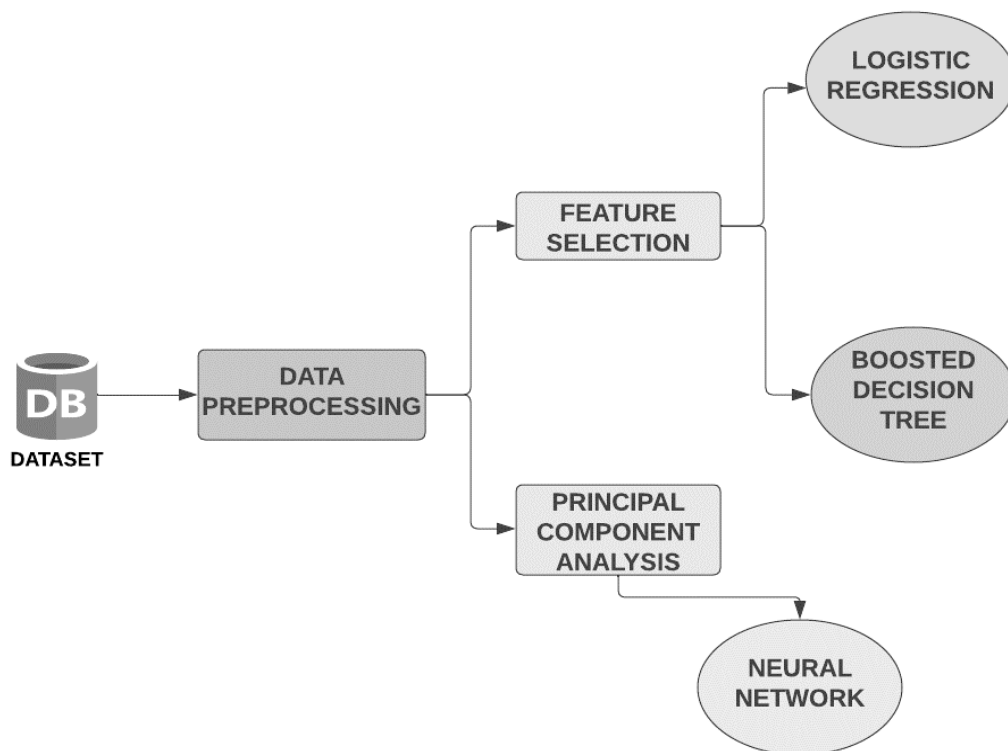 LOGISTIC
REGRESSION
FEATURE
SELECTION
DB
DATASET
DATA
PREPROCESSING
BOOSTED
DECISION
TREE
PRINCIPAL
COMPONENT
ANALYSIS
NEURAL
NETWORK